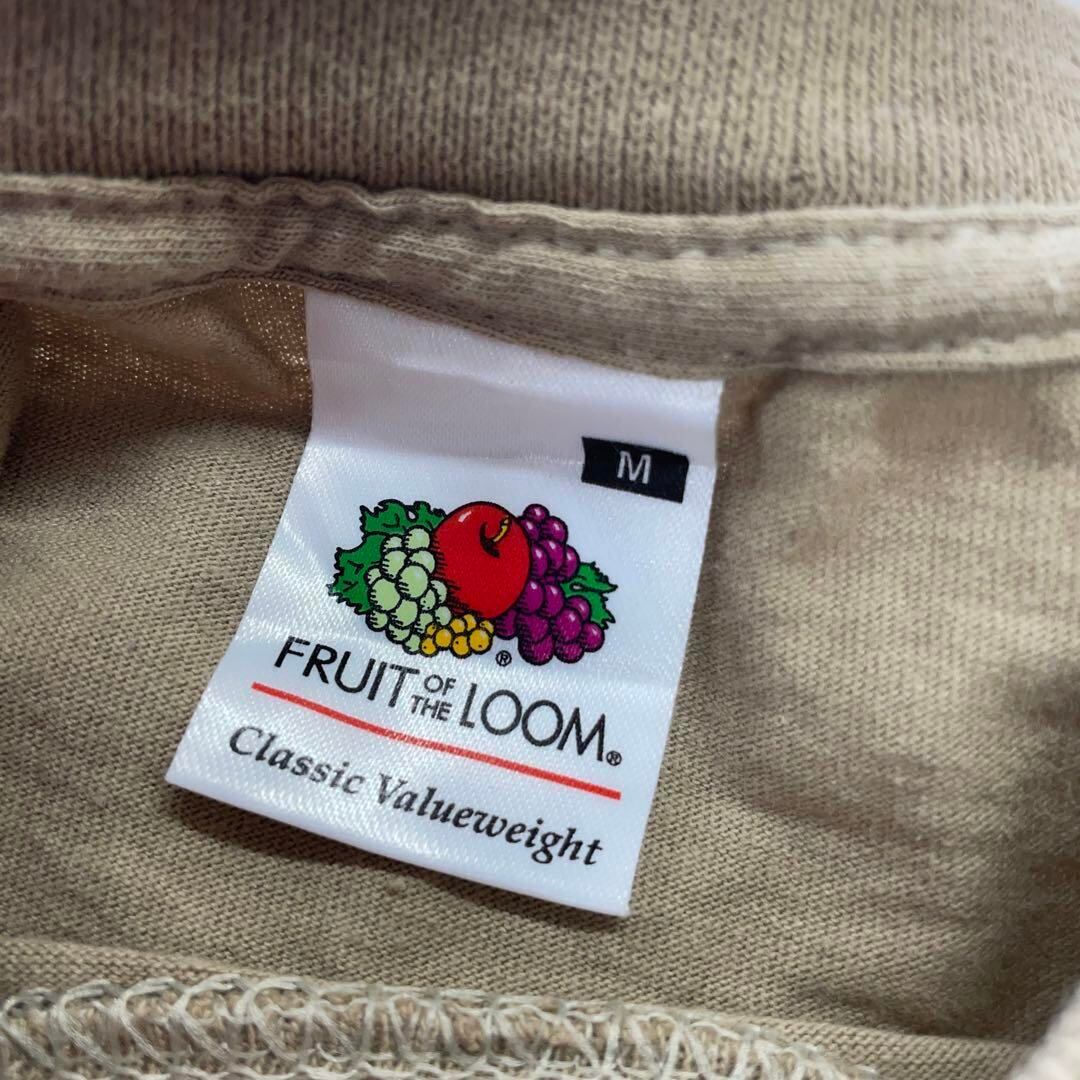 M
FRUIT OF THE LOOM®
Classic Valueweight